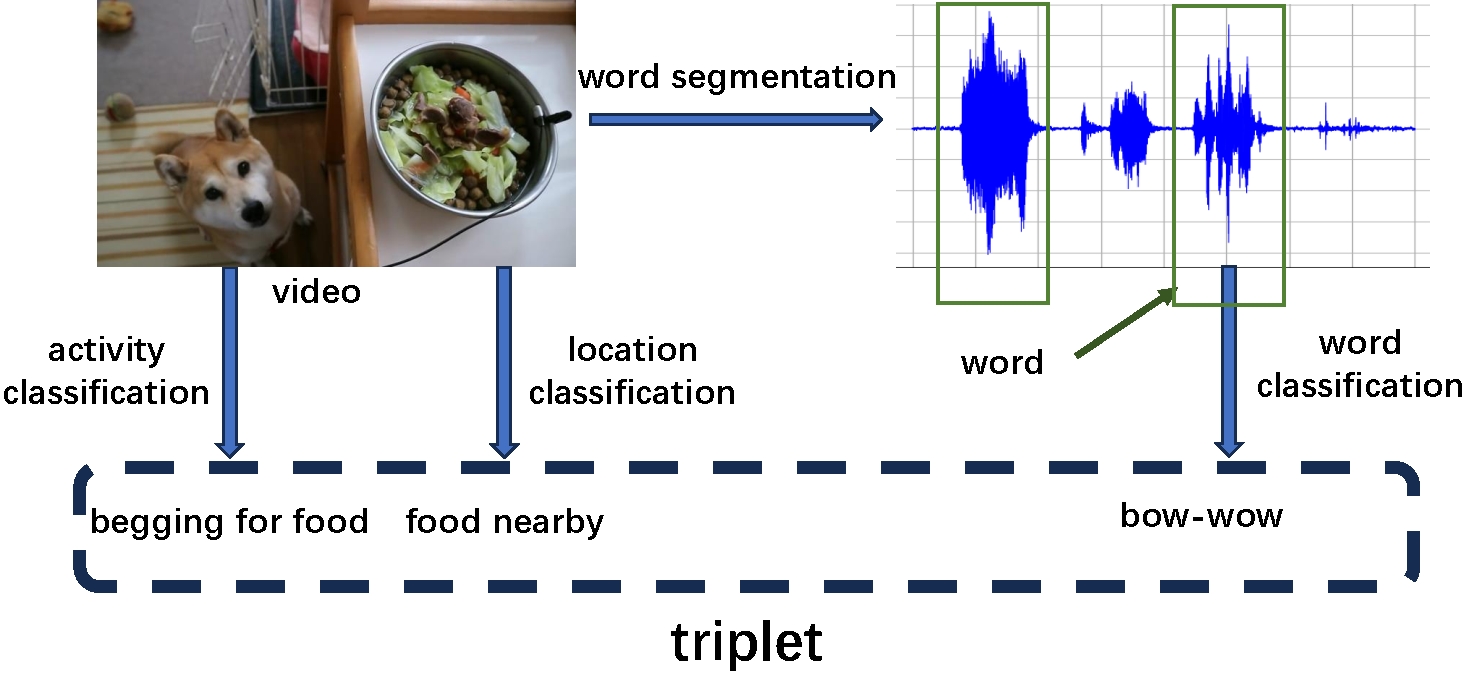 word segmentation
video
activity
classification
location
classification
word
word
classification
begging for food
food nearby
bow-wow
triplet